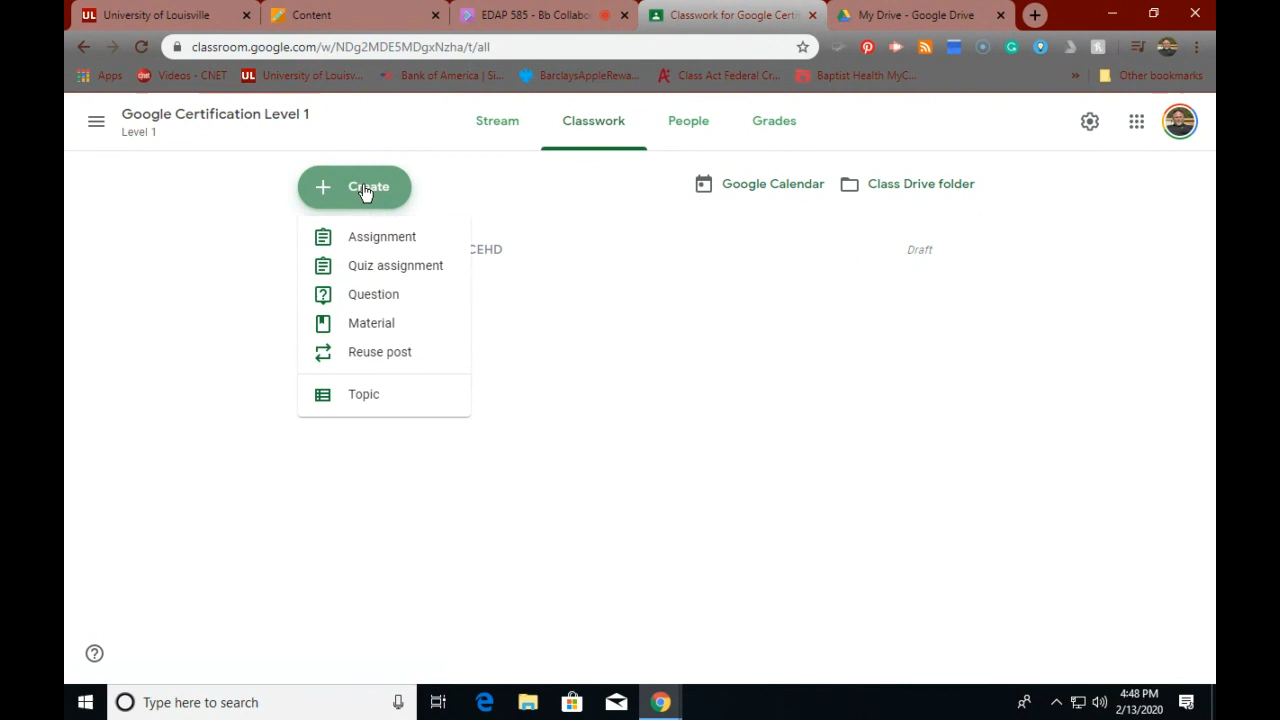 University of Louisville
Content
EDAP 585 - Bb Collabo
Classwork for Google Certi
My Drive - Google Drive
classroom.google.com/w/NDg2MDE5MDgxNzha/t/all
Apps
Videos - CNET
University of Louisv...
Bank of America | Si...
BarclaysAppleRewa...
Class Act Federal Cr...
Baptist Health MyC...
»
Other bookmarks
Google Certification Level 1
Level 1
Stream
Classwork
People
Grades
Create
Google Calendar
Class Drive folder
Assignment
CEHD
Draft
Quiz assignment
Question
Material
Reuse post
Topic
Type here to search
4:48 PM
2/13/2020